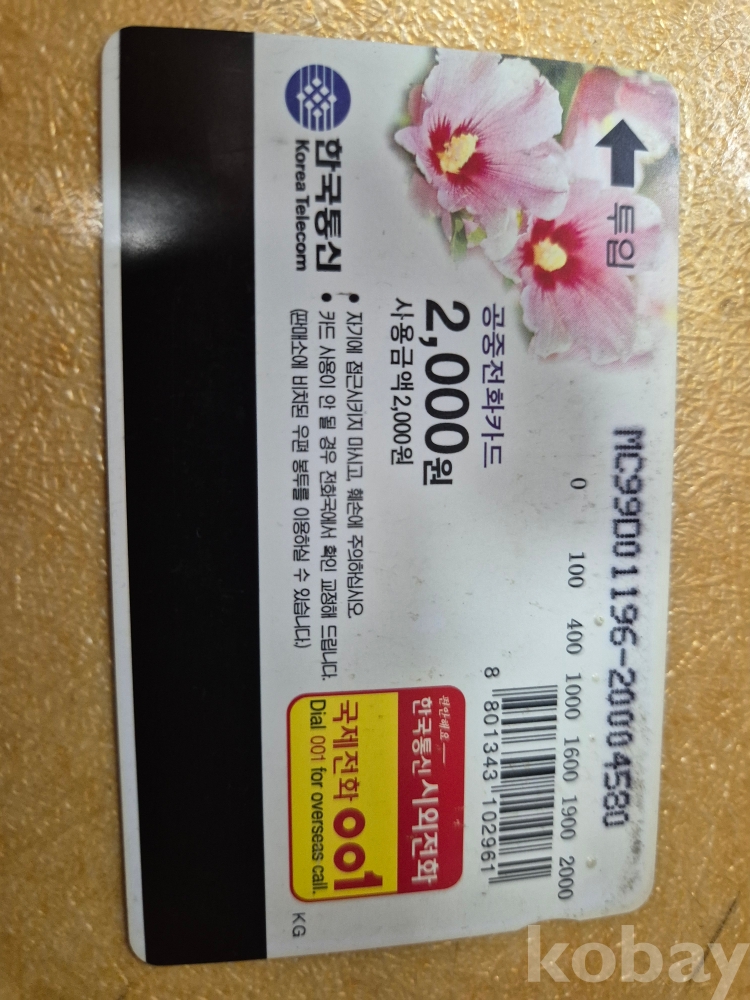 투입
MC99D01196-20004580
0 100 400 1000 1600 1900 2000
공중전화카드
2,000원
사용금액 2,000원
8 801343 102961
한국통신
Korea Telecom
• 자기에 접근시키지 마시고, 훼손에 주의하십시오.
• 카드 사용이 안 될 경우 전화국에서 확인 교정해 드립니다.
(판매소에 비치된 우편 봉투를 이용하실 수 있습니다.)
편안해요
한국통신 시외전화
국제전화 001
Dial 001 for overseas call.
KG
kobay